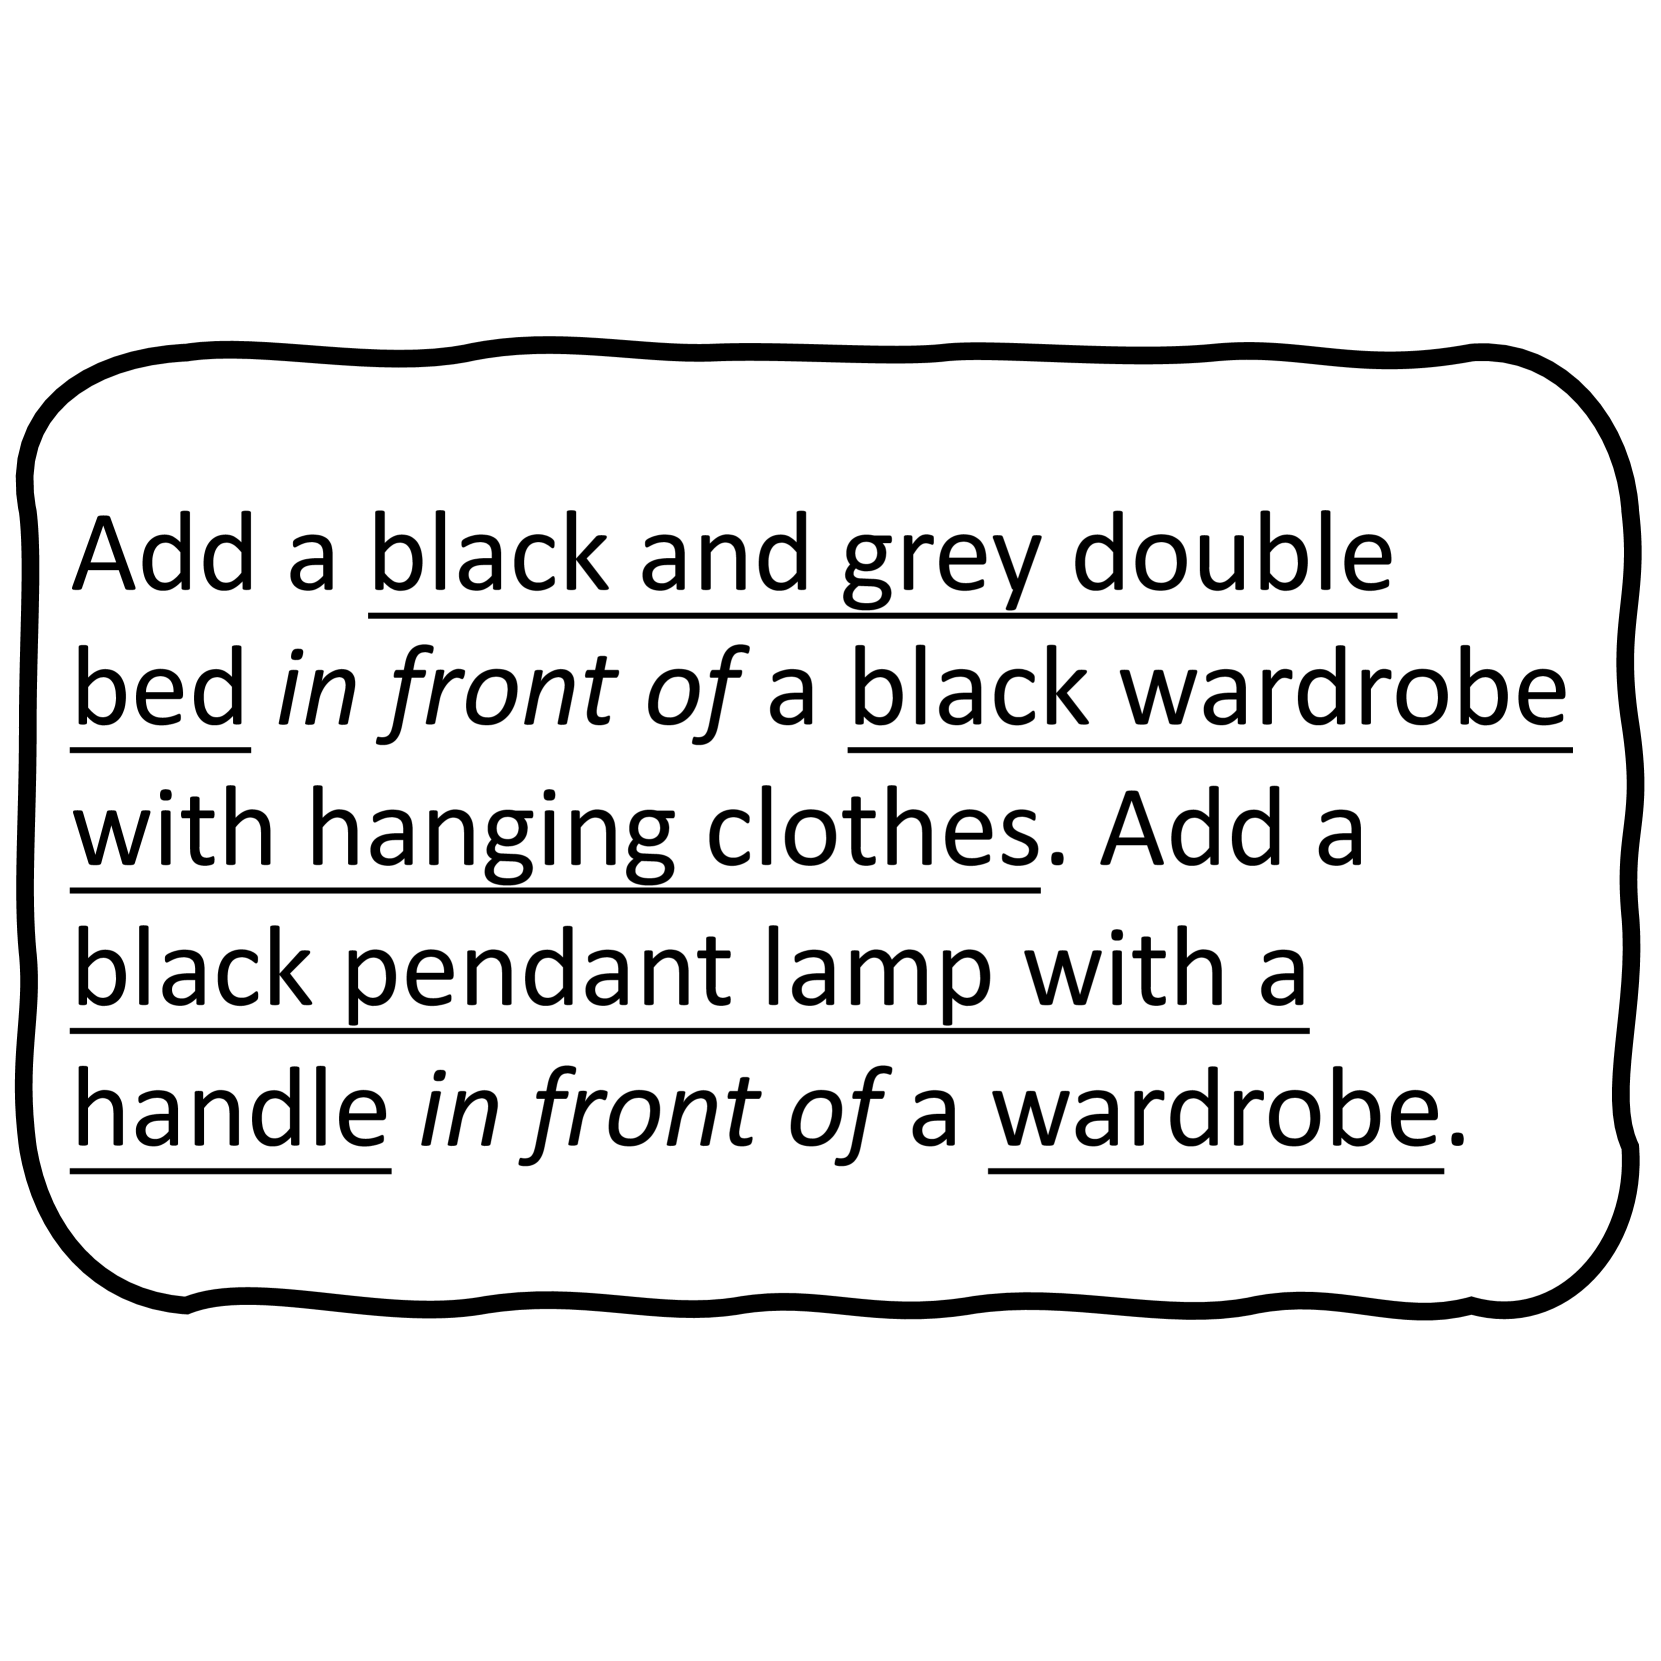 Add a black and grey double
bed in front of a black wardrobe
with hanging clothes. Add a
black pendant lamp with a
handle in front of a wardrobe.